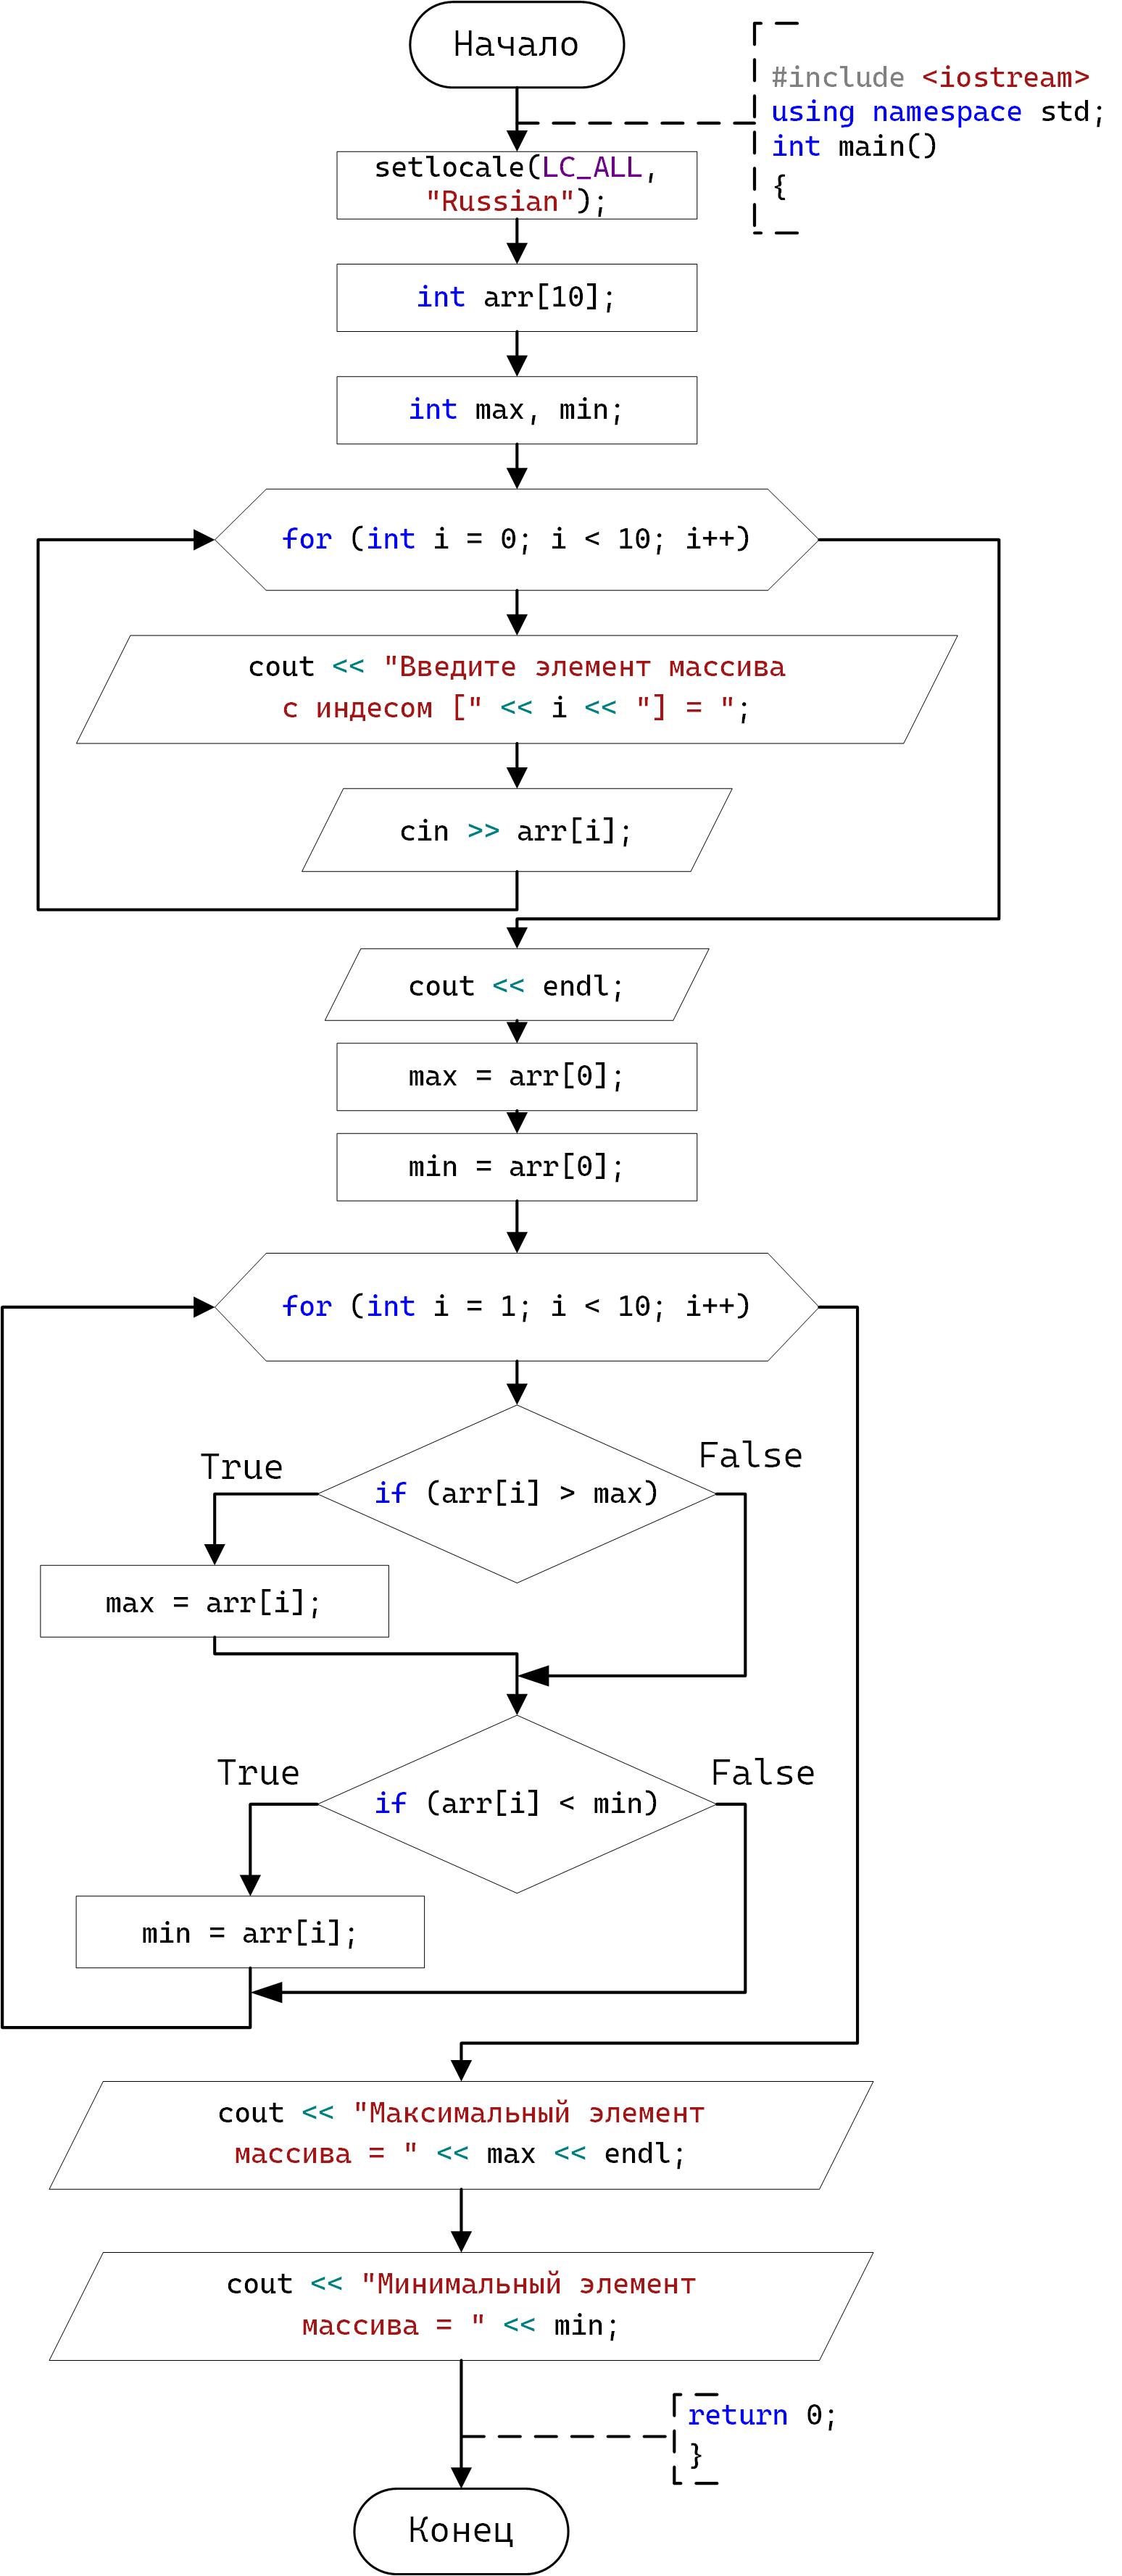 Начало
#include <iostream>
using namespace std;
int main()
{
setlocale(LC_ALL,
"Russian");
int arr[10];
int max, min;
for (int i = 0; i < 10; i++)
cout << "Введите элемент массива
с индесом [" << i << "] = ";
cin >> arr[i];
cout << endl;
max = arr[0];
min = arr[0];
for (int i = 1; i < 10; i++)
True
False
if (arr[i] > max)
max = arr[i];
True
False
if (arr[i] < min)
min = arr[i];
cout << "Максимальный элемент
массива = " << max << endl;
cout << "Минимальный элемент
массива = " << min;
return 0;
}
Конец